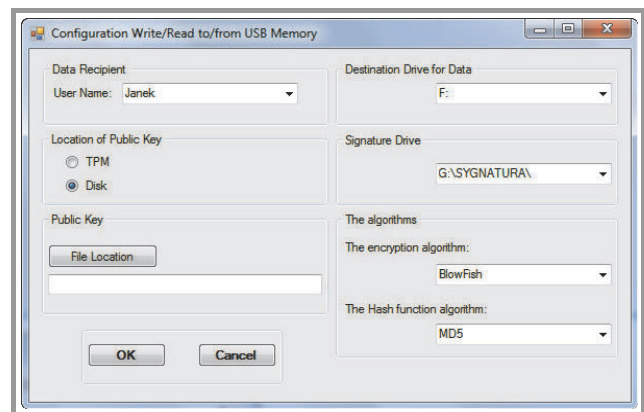 Configuration Write/Read to/from USB Memory
Data Recipient
User Name: Janek
Location of Public Key
TPM
Disk
Public Key
File Location
OK
Cancel
Destination Drive for Data
F:
Signature Drive
G:\SYGNATURA\
The algorithms
The encryption algorithm:
BlowFish
The Hash function algorithm:
MD5